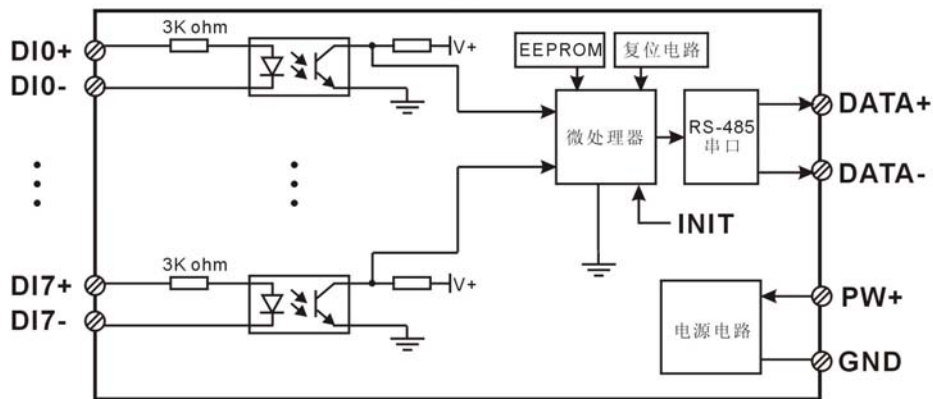 3K ohm
DI0+
DI0-
V+
EEPROM
复位电路
微处理器
RS-485
串口
DATA+
DATA-
INIT
3K ohm
DI7+
DI7-
V+
电源电路
PW+
GND